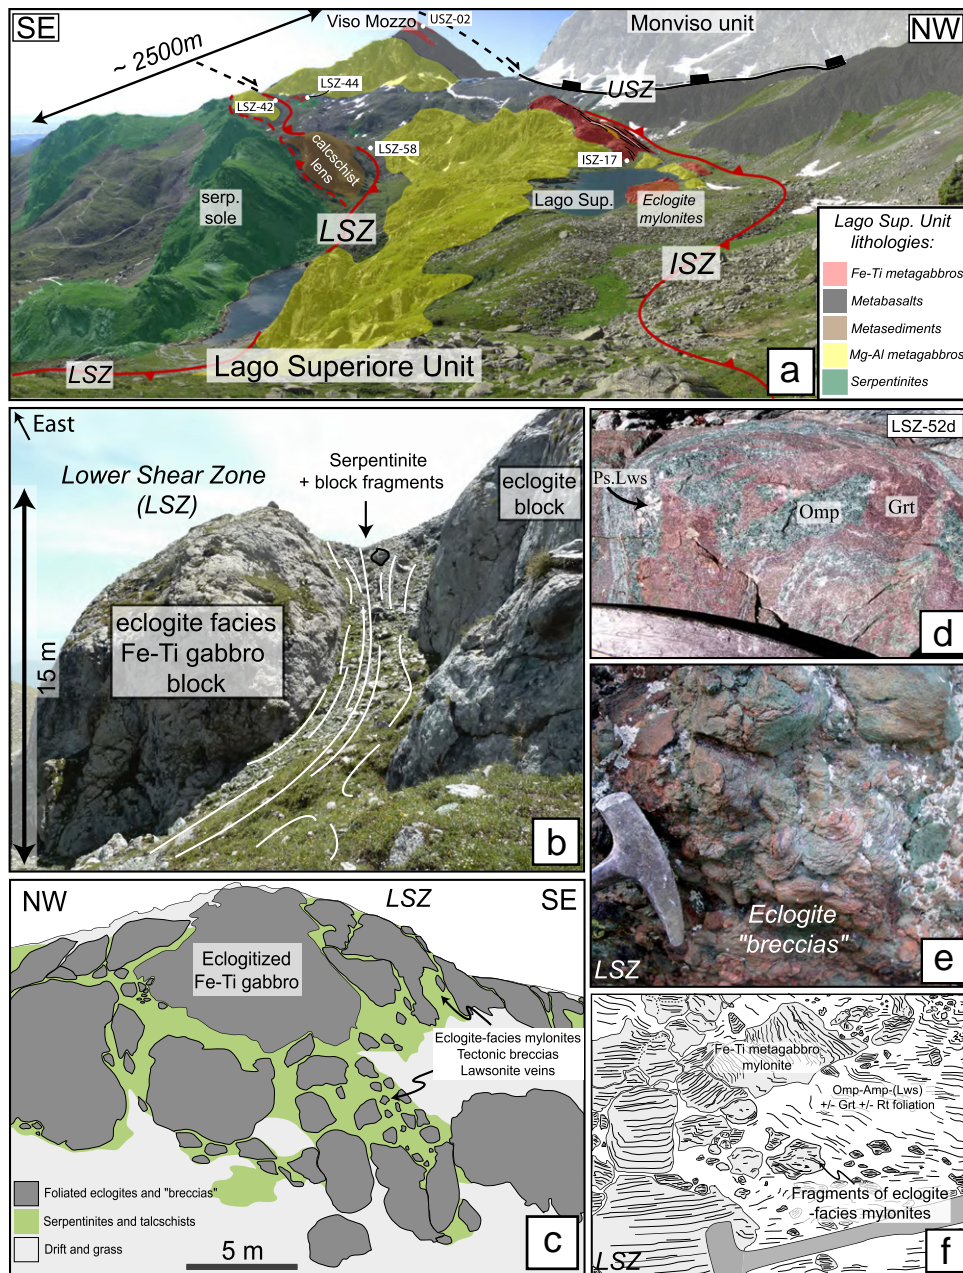 SE
~ 2500m
Viso Mozzo
USZ-02
Monviso unit
NW
LSZ-44
LSZ-42
USZ
calcschist
lens
LSZ-58
ISZ-17
serp.
sole
Lago Sup.
Eclogite
mylonites
LSZ
ISZ
Lago Sup. Unit
lithologies:
Fe-Ti metagabbros
Metabasalts
Metasediments
Mg-Al metagabbros
Serpentinites
LSZ
Lago Superiore Unit
a
East
Lower Shear Zone
(LSZ)
Serpentinite
+ block fragments
eclogite
block
15 m
eclogite facies
Fe-Ti gabbro
block
b
LSZ-52d
Ps.Lws
Omp
Grt
d
Eclogite
"breccias"
LSZ
e
NW
LSZ
SE
Eclogitized
Fe-Ti gabbro
Eclogite-facies mylonites
Tectonic breccias
Lawsonite veins
Foliated eclogites and "breccias"
Serpentinites and talcschists
Drift and grass
5 m
c
Fe-Ti metagabbro
mylonite
Omp-Amp-(Lws)
+/- Grt +/- Rt foliation
Fragments of eclogite
-facies mylonites
LSZ
f